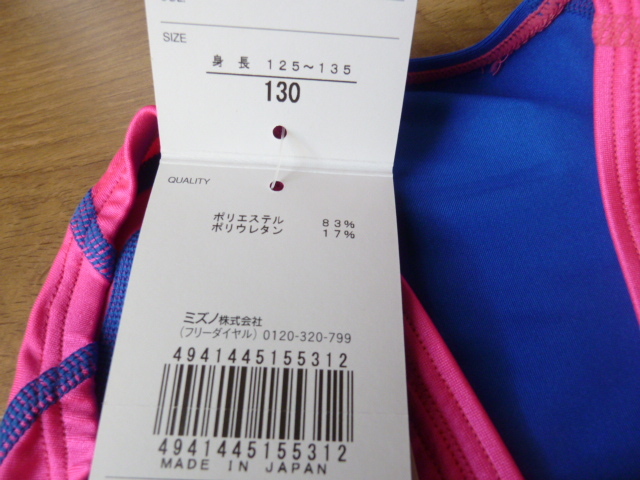 SIZE
身長 125~135
130
QUALITY
ポリエステル 83%
ポリウレタン 17%
ミズノ株式会社
(フリーダイヤル) 0120-320-799
4941445155312
4941445155312
MADE IN JAPAN